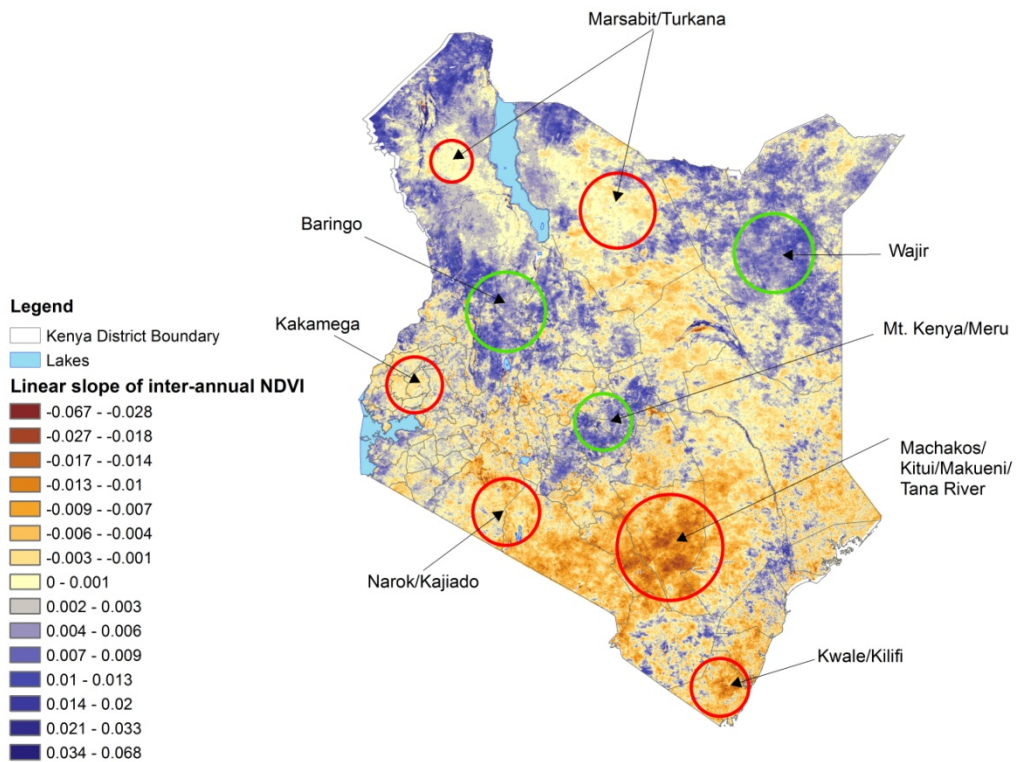 Marsabit/Turkana
Baringo
Wajir
Kakamega
Mt. Kenya/Meru
Machakos/
Kitui/Makueni/
Tana River
Narok/Kajiado
Kwale/Kilifi
Legend
Kenya District Boundary
Lakes
Linear slope of inter-annual NDVI
-0.067 - -0.028
-0.027 - -0.018
-0.017 - -0.014
-0.013 - -0.01
-0.009 - -0.007
-0.006 - -0.004
-0.003 - -0.001
0 - 0.001
0.002 - 0.003
0.004 - 0.006
0.007 - 0.009
0.01 - 0.013
0.014 - 0.02
0.021 - 0.033
0.034 - 0.068